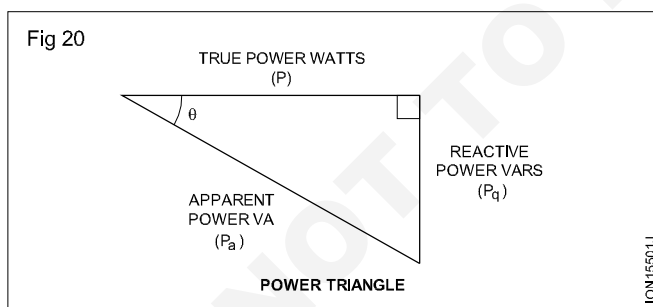 Fig 20
TRUE POWER WATTS
(P)
θ
REACTIVE
POWER VARS
(Pq)
APPARENT
POWER VA
(Pa)
POWER TRIANGLE